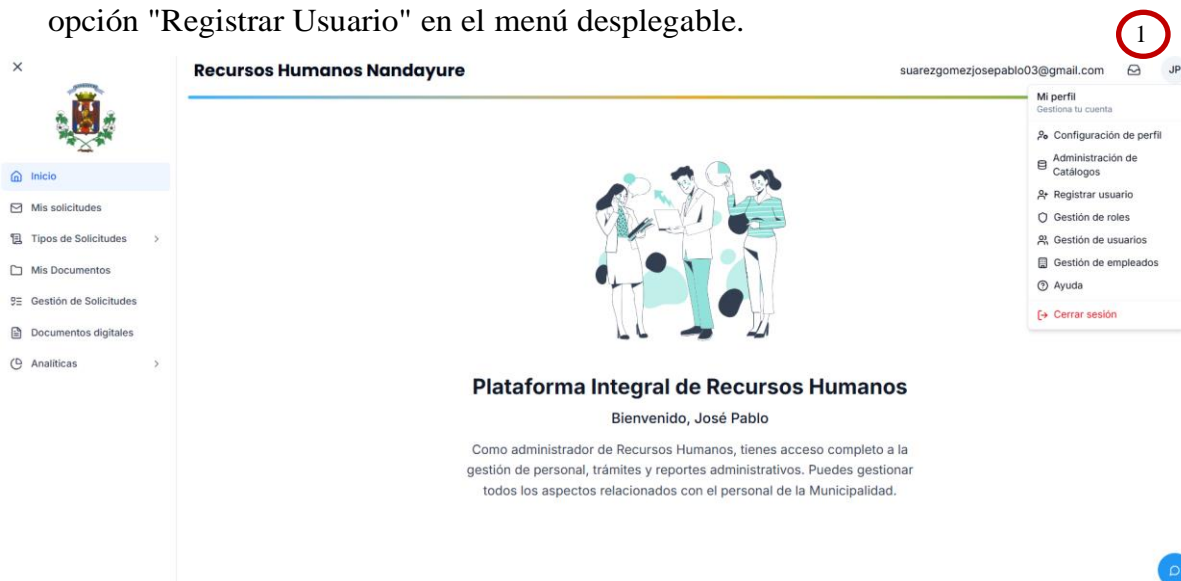 opción "Registrar Usuario" en el menú desplegable.
1
Recursos Humanos Nandayure
suarezgomezjosepablo03@gmail.com
JP
Mi perfil
Gestiona tu cuenta
Configuración de perfil
Administración de
Catálogos
Registrar usuario
Gestión de roles
Gestión de usuarios
Gestión de empleados
Ayuda
Cerrar sesión
Inicio
Mis solicitudes
Tipos de Solicitudes
Mis Documentos
Gestión de Solicitudes
Documentos digitales
Analíticas
Plataforma Integral de Recursos Humanos
Bienvenido, José Pablo
Como administrador de Recursos Humanos, tienes acceso completo a la
gestión de personal, trámites y reportes administrativos. Puedes gestionar
todos los aspectos relacionados con el personal de la Municipalidad.